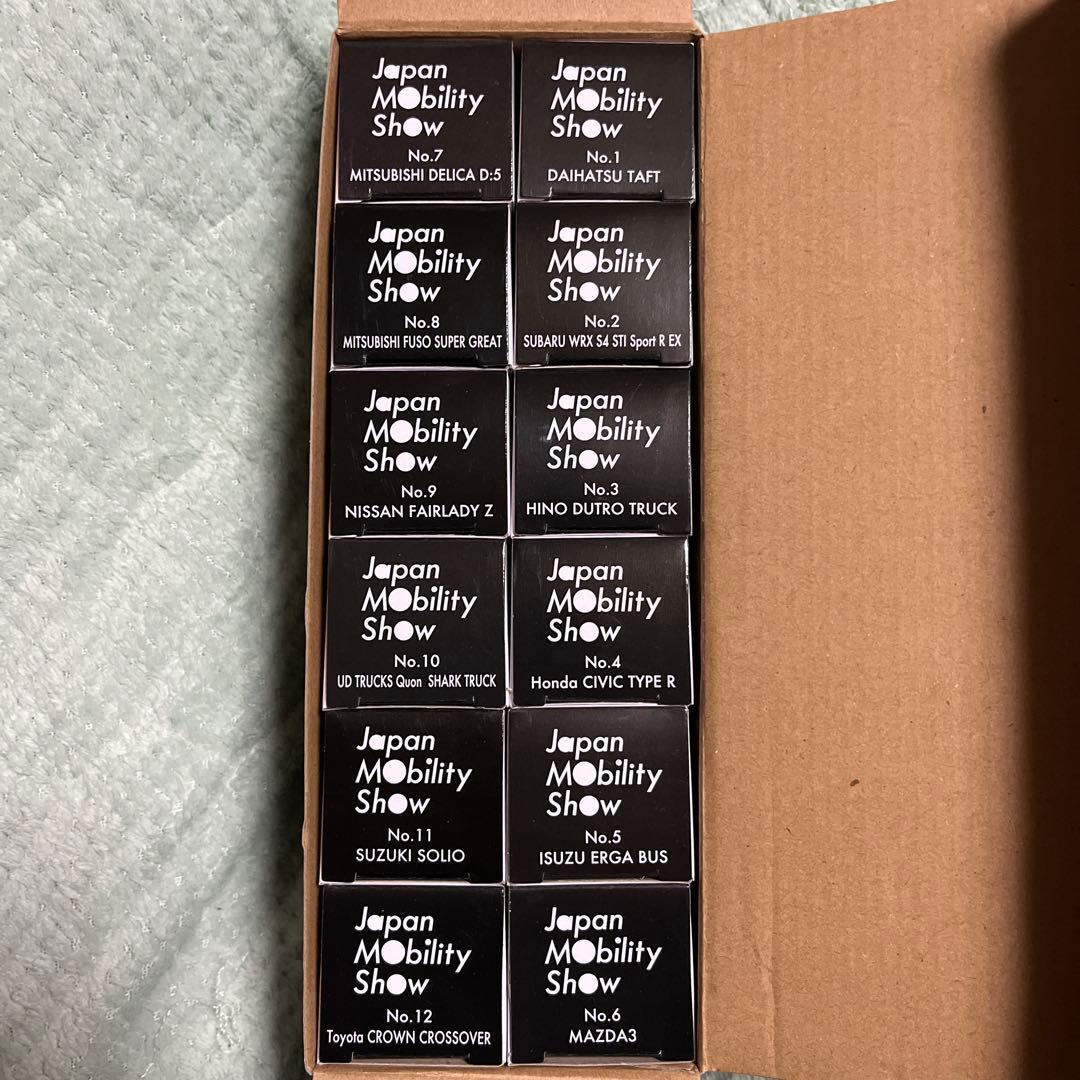 Japan
Mobility
Show
No.7
MITSUBISHI DELICA D:5
Japan
Mobility
Show
No.1
DAIHATSU TAFT
Japan
Mobility
Show
No.8
MITSUBISHI FUSO SUPER GREAT
Japan
Mobility
Show
No.2
SUBARU WRX S4 STI Sport R EX
Japan
Mobility
Show
No.9
NISSAN FAIRLADY Z
Japan
Mobility
Show
No.3
HINO DUTRO TRUCK
Japan
Mobility
Show
No.10
UD TRUCKS Quon SHARK TRUCK
Japan
Mobility
Show
No.4
Honda CIVIC TYPE R
Japan
Mobility
Show
No.11
SUZUKI SOLIO
Japan
Mobility
Show
No.5
ISUZU ERGA BUS
Japan
Mobility
Show
No.12
Toyota CROWN CROSSOVER
Japan
Mobility
Show
No.6
MAZDA3